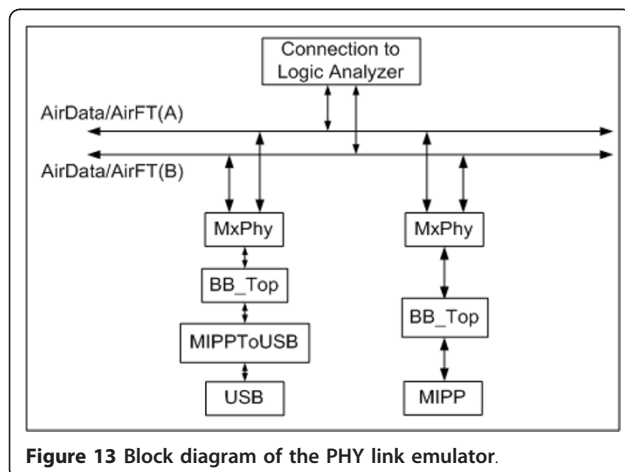 Connection to
Logic Analyzer
AirData/AirFT(A)
AirData/AirFT(B)
MxPhy
MxPhy
BB_Top
BB_Top
MIPPToUSB
USB
MIPP
Figure 13 Block diagram of the PHY link emulator.